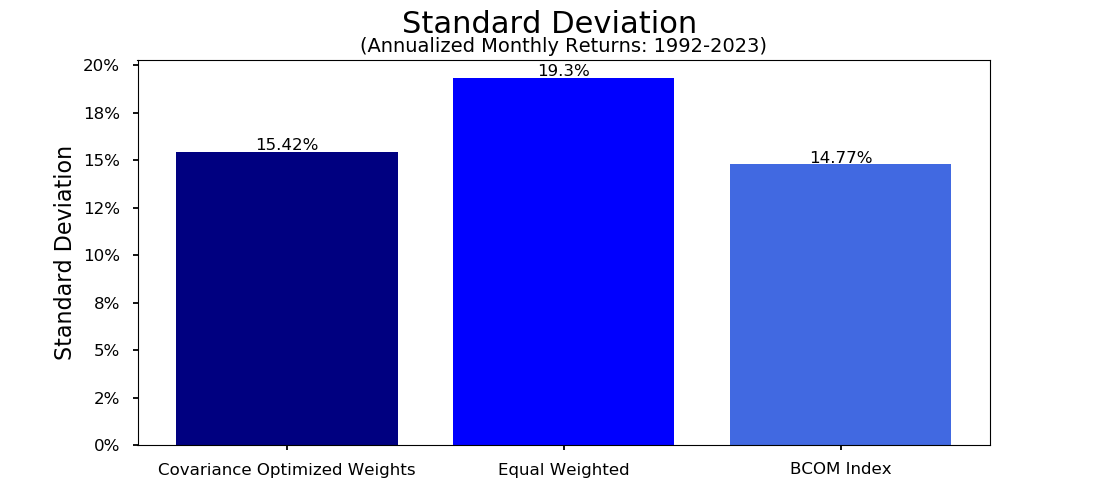 Standard Deviation
(Annualized Monthly Returns: 1992-2023)
Standard Deviation
20%
18%
15%
12%
10%
8%
5%
2%
0%
15.42%
19.3%
14.77%
Covariance Optimized Weights
Equal Weighted
BCOM Index